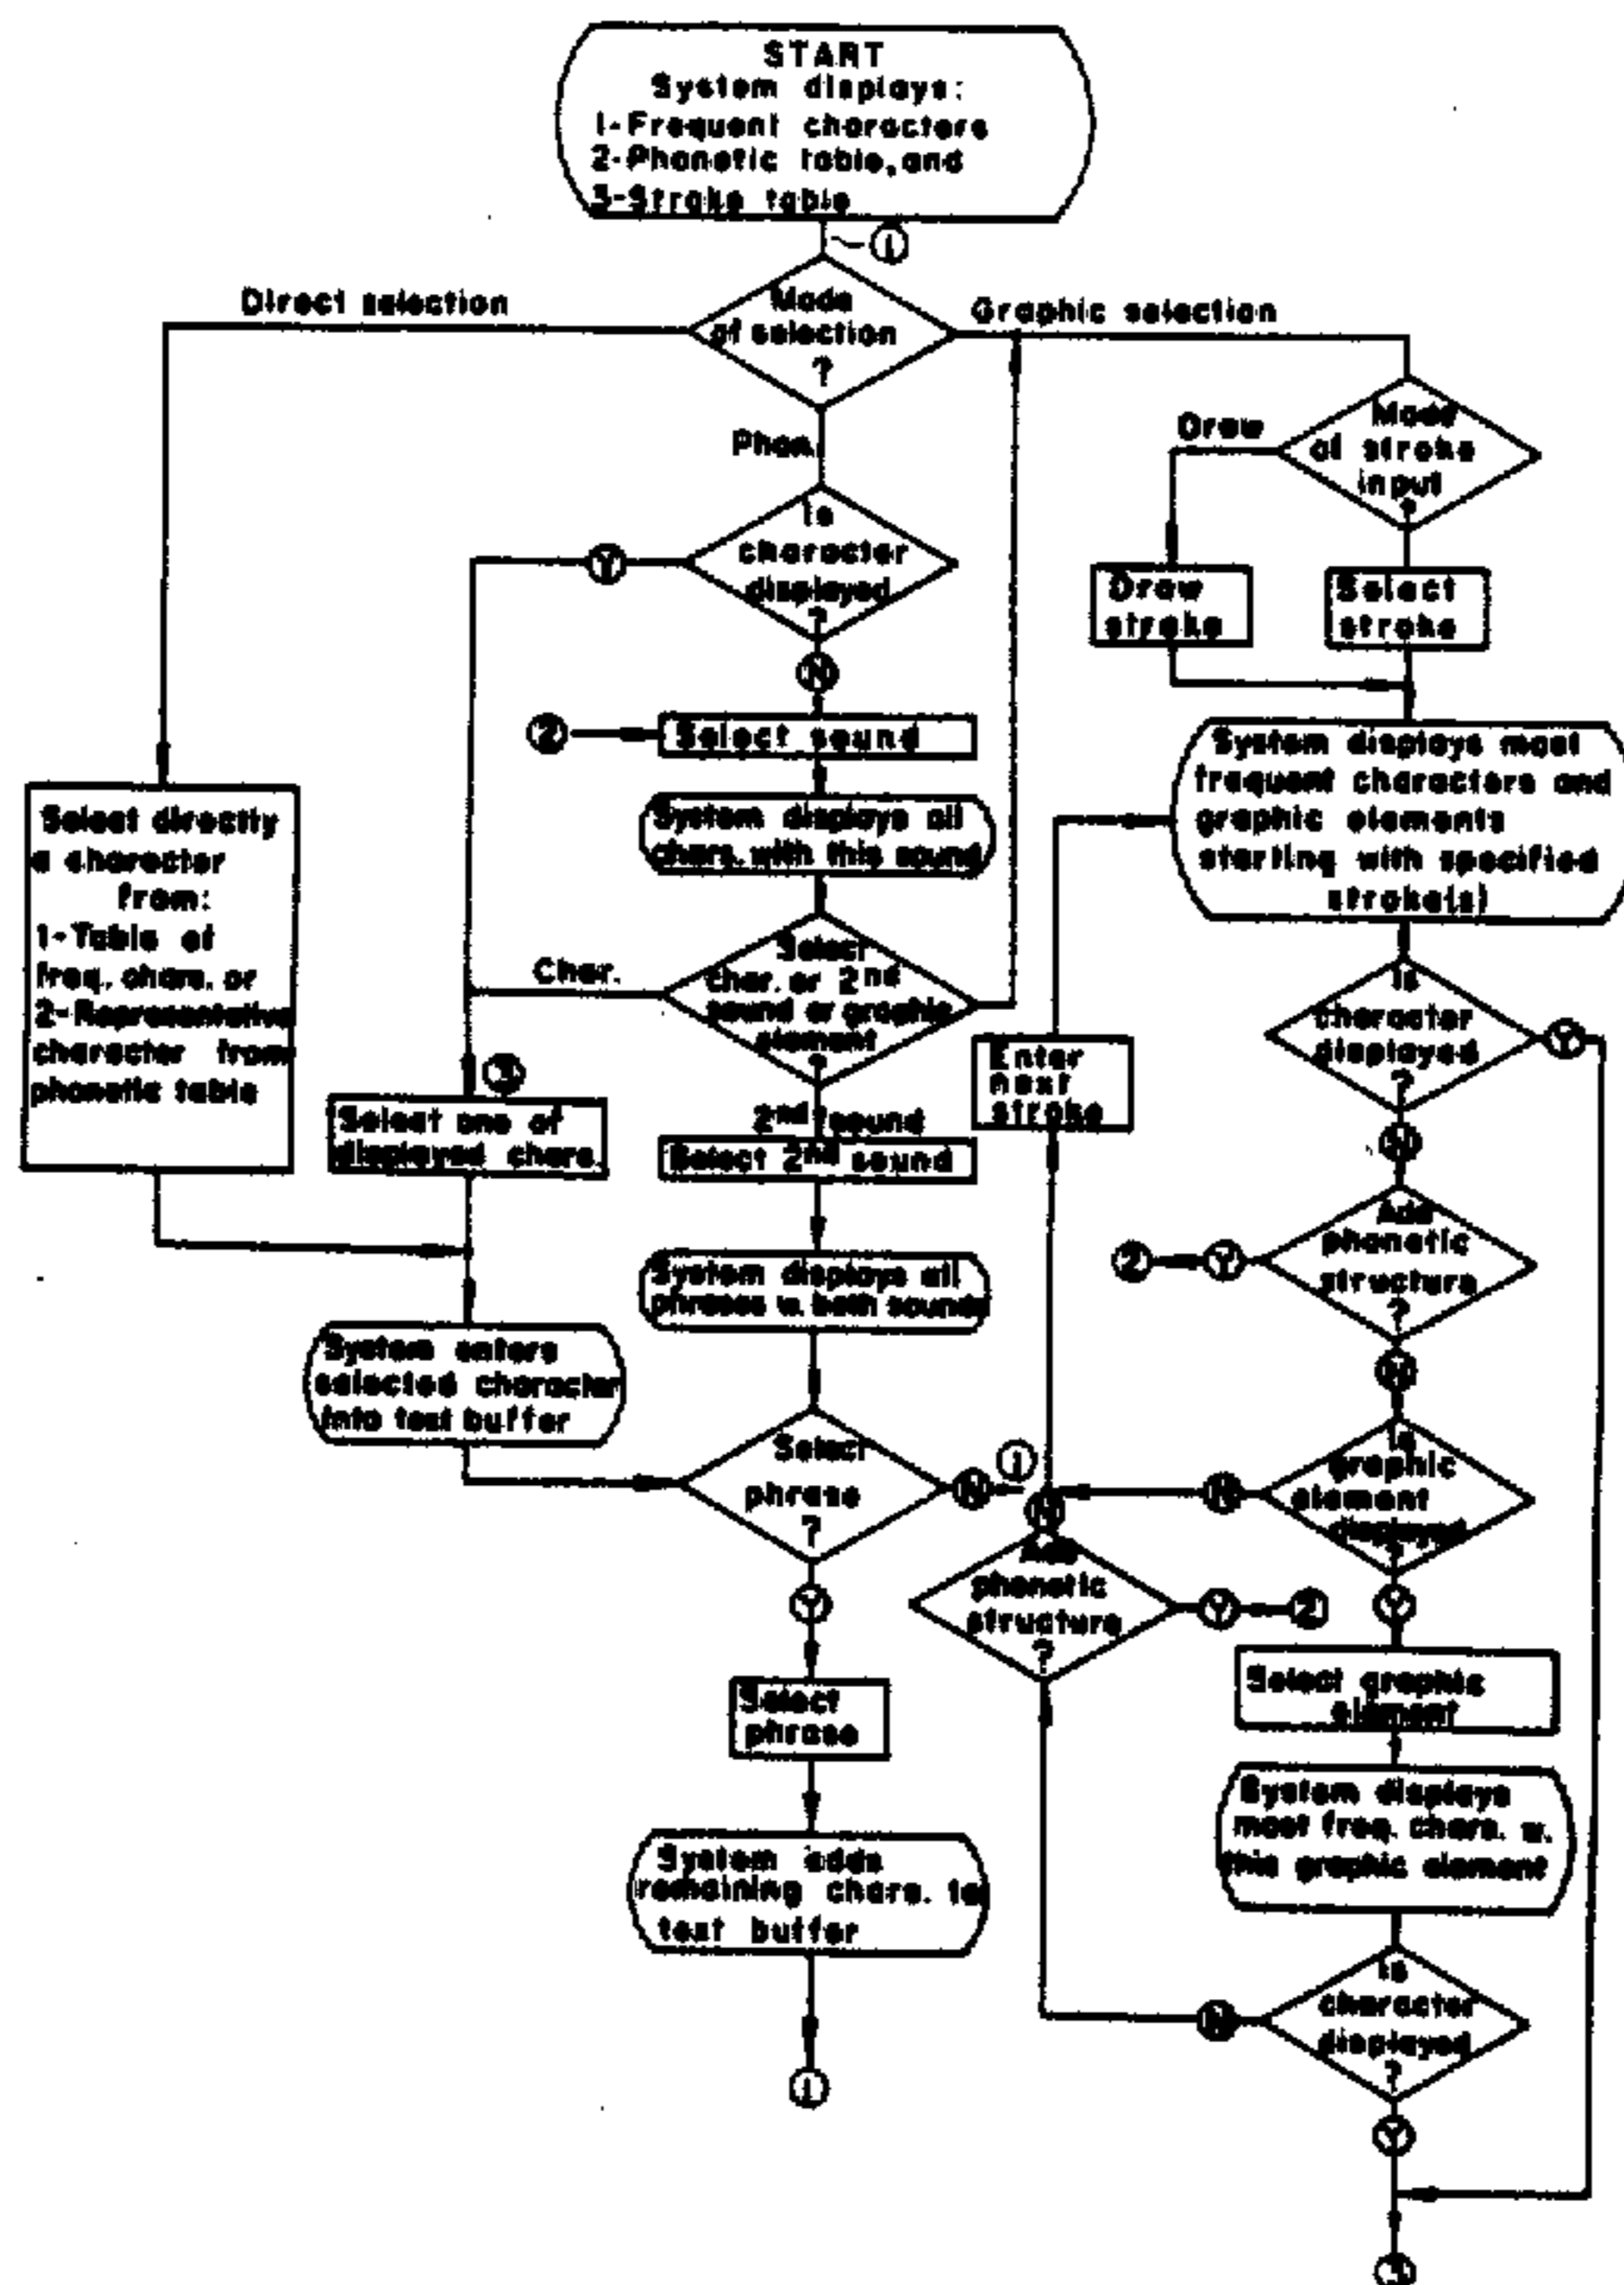 START
System displays:
1-Frequent characters
2-Phonetic table, and
3-Stroke table
1
Direct selection
Mode
of selection
?
Graphic selection
Phon.
Mode
of stroke
input
?
Draw
Draw
stroke
Select
stroke
Is
character
displayed
?
Y
N
2
Select sound
System displays all
chars. with this sound
System displays most
frequent characters and
graphic elements
starting with specified
stroke(s)
Select directly
a character
from:
1-Table of
freq. chars. or
2-Representative
character from
phonetic table
Char.
Select
char. or 2nd
sound or graphic
element
?
Is
character
displayed
?
Y
N
Enter
next
stroke
3
Select one of
displayed chars.
2nd sound
Select 2nd sound
Add
phonetic
structure
?
2
Y
N
System displays all
phrases w. both sounds
System enters
selected character
into text buffer
Select
phrase
?
N
1
Y
Is
graphic
element
displayed
?
N
Y
N
Add
phonetic
structure
?
Y
2
Select
phrase
Select graphic
element
System displays
most freq. chars. w.
this graphic element
System adds
remaining chars. to
text buffer
1
Is
character
displayed
?
N
Y
3